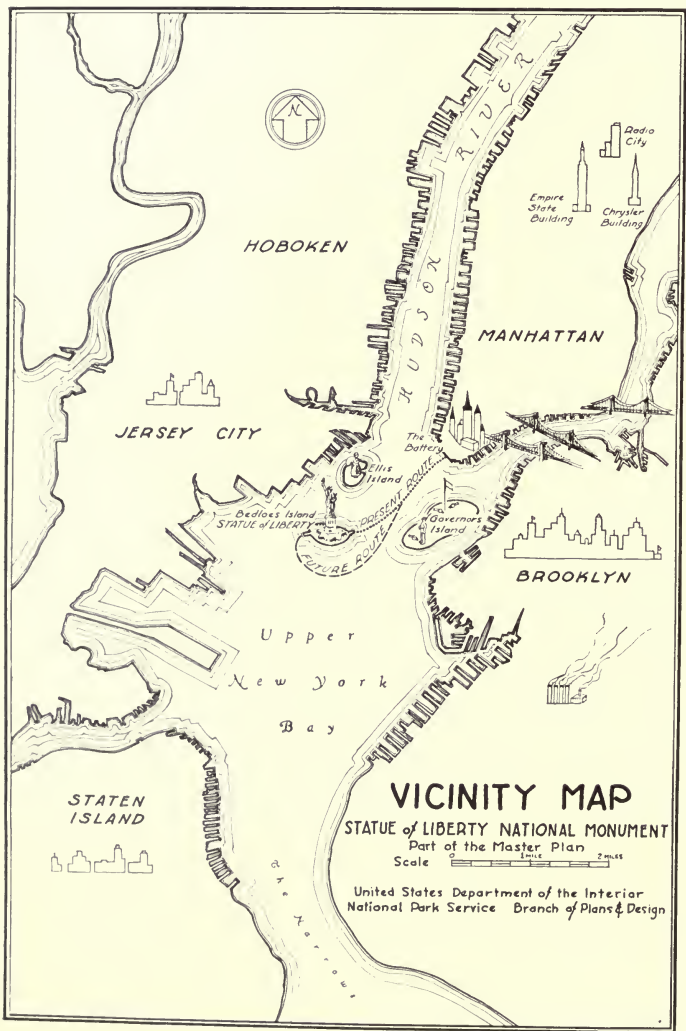 N
HUDSON RIVER
Radio
City
Empire
State
Building
Chrysler
Building
HOBOKEN
MANHATTAN
JERSEY CITY
The
Battery
Ellis
Island
Bedloes Island
STATUE of LIBERTY
PRESENT ROUTE
FUTURE ROUTE
Governors
Island
BROOKLYN
Upper
New York
Bay
STATEN
ISLAND
The Narrows
VICINITY MAP
STATUE of LIBERTY NATIONAL MONUMENT
Part of the Master Plan
Scale 0 1 MILE 2 MILES
United States Department of the Interior
National Park Service Branch of Plans & Design